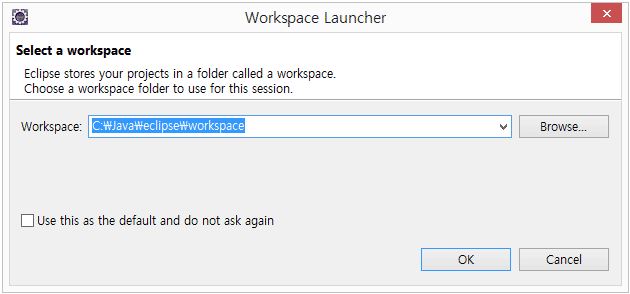 Workspace Launcher
Select a workspace
Eclipse stores your projects in a folder called a workspace.
Choose a workspace folder to use for this session.
Workspace: C:₩Java₩eclipse₩workspace Browse...
Use this as the default and do not ask again
OK Cancel